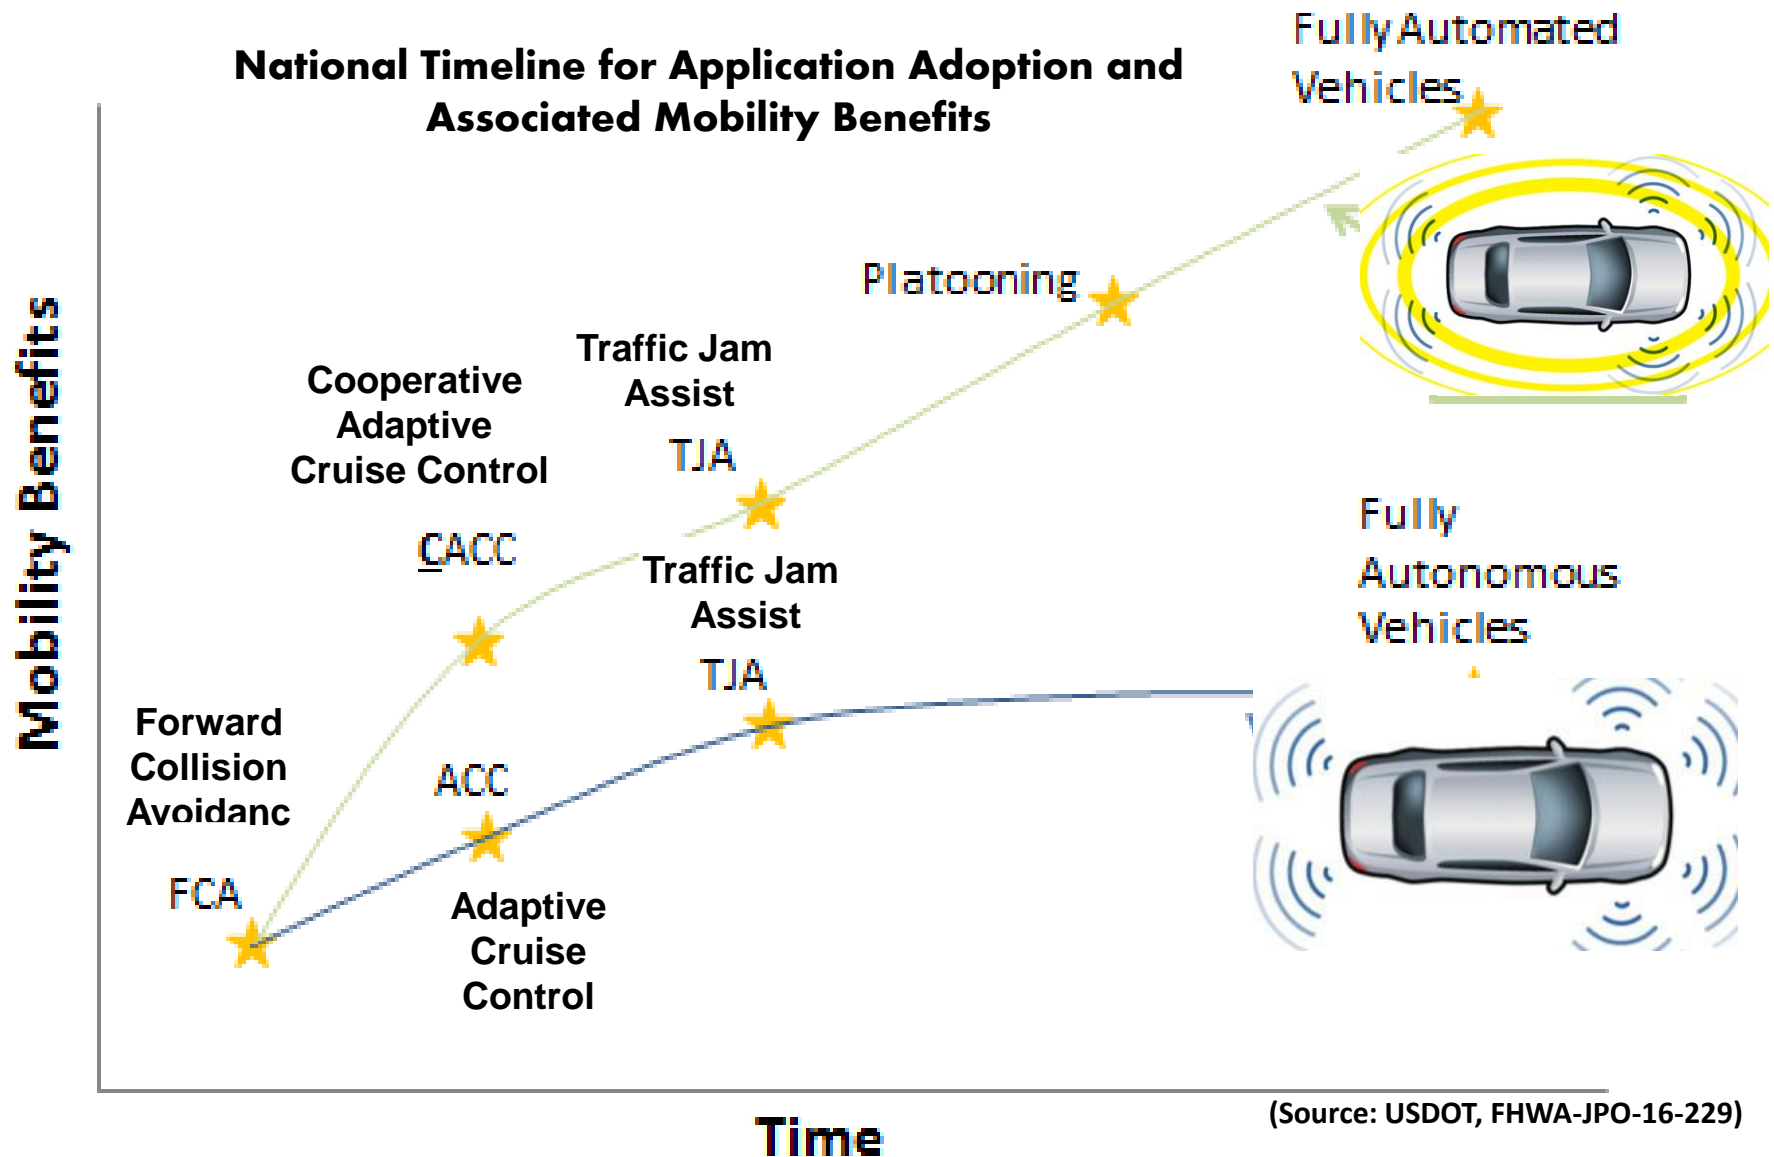 National Timeline for Application Adoption and
Associated Mobility Benefits
Fully Automated
Vehicles
Platooning
Traffic Jam
Assist
TJA
Cooperative
Adaptive
Cruise Control
CACC
Traffic Jam
Assist
TJA
Fully
Autonomous
Vehicles
Forward
Collision
Avoidanc
FCA
ACC
Adaptive
Cruise
Control
Mobility Benefits
Time
(Source: USDOT, FHWA-JPO-16-229)